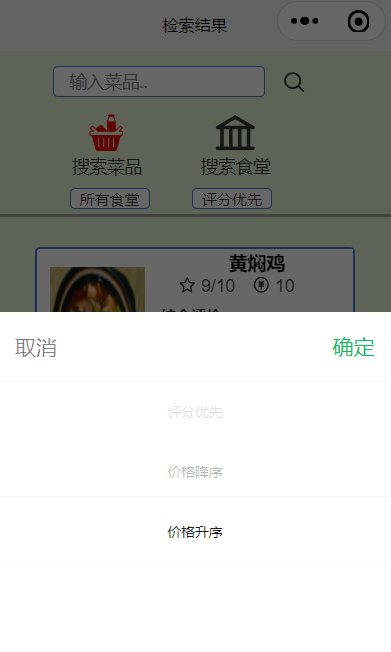 检索结果
输入菜品..
搜索菜品 搜索食堂
所有食堂 评分优先
黄焖鸡
9/10 10
取消 确定
评分优先
价格降序
价格升序